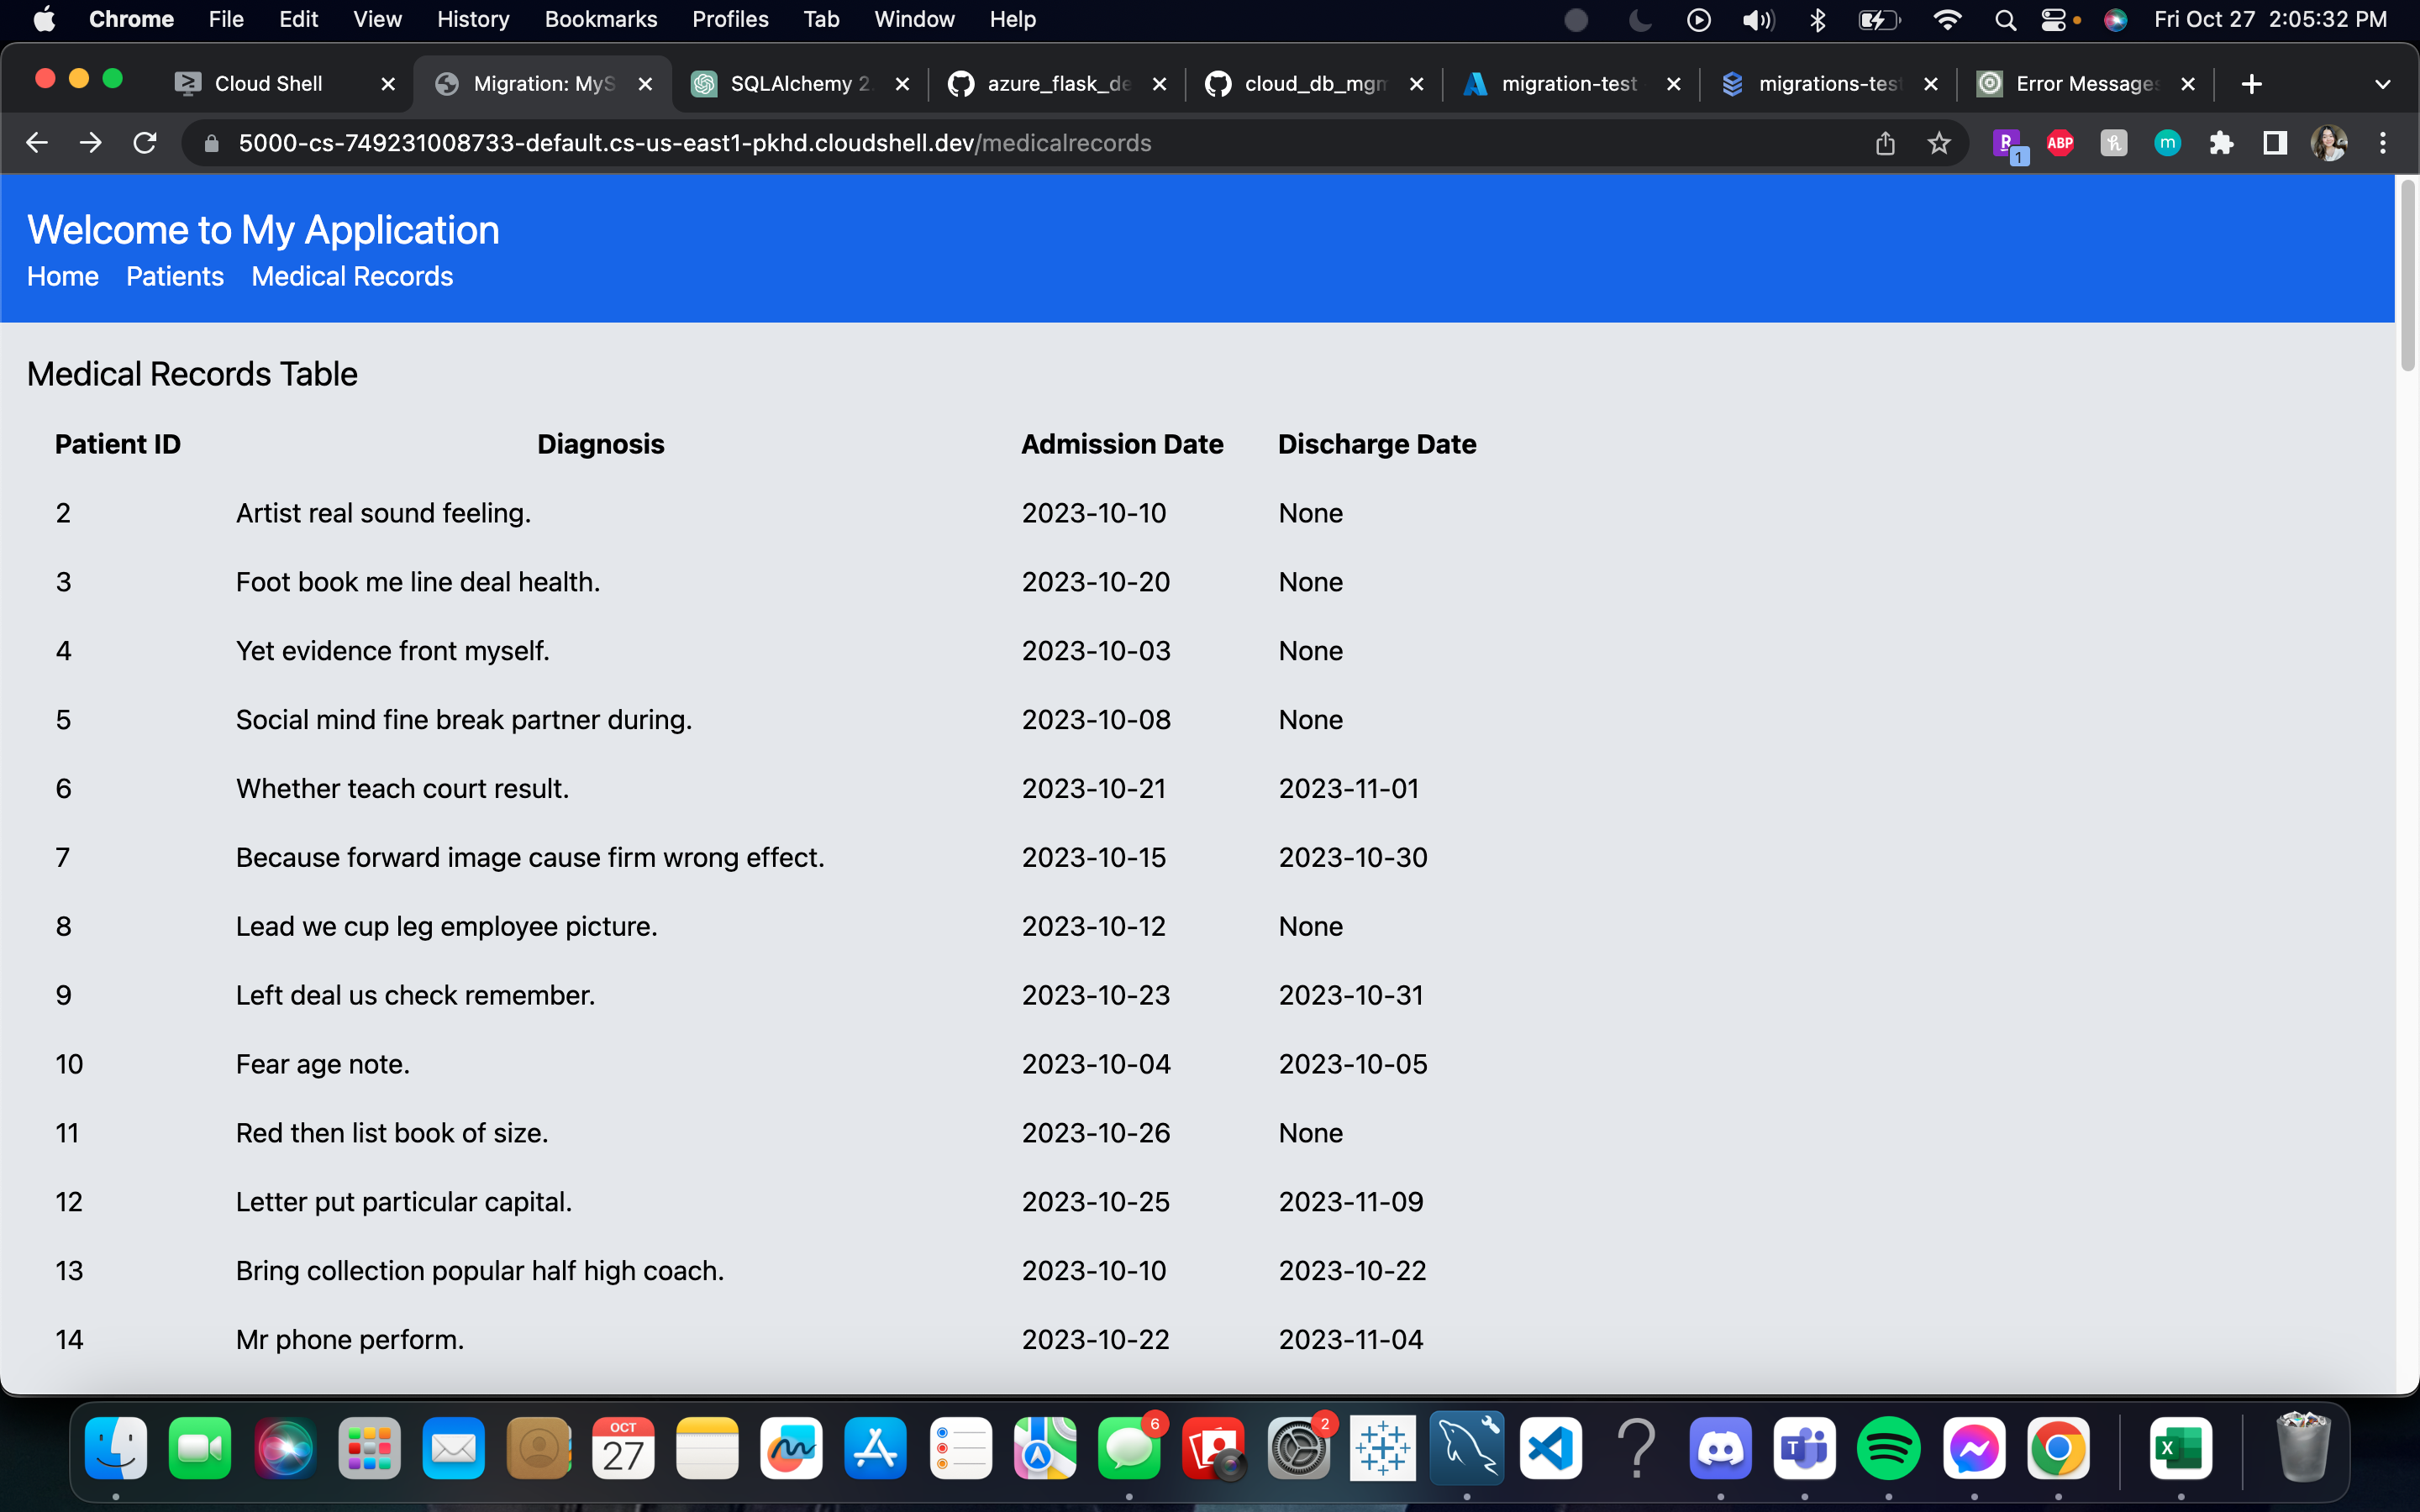 Chrome File Edit View History Bookmarks Profiles Tab Window Help Fri Oct 27 2:05:32 PM
Cloud Shell Migration: MyS SQLAlchemy 2. azure_flask_de cloud_db_mgm migration-test migrations-test Error Messages
5000-cs-749231008733-default.cs-us-east1-pkhd.cloudshell.dev/medicalrecords
1 ABP m
Welcome to My Application
Home Patients Medical Records
Medical Records Table
Patient ID Diagnosis Admission Date Discharge Date
2 Artist real sound feeling. 2023-10-10 None
3 Foot book me line deal health. 2023-10-20 None
4 Yet evidence front myself. 2023-10-03 None
5 Social mind fine break partner during. 2023-10-08 None
6 Whether teach court result. 2023-10-21 2023-11-01
7 Because forward image cause firm wrong effect. 2023-10-15 2023-10-30
8 Lead we cup leg employee picture. 2023-10-12 None
9 Left deal us check remember. 2023-10-23 2023-10-31
10 Fear age note. 2023-10-04 2023-10-05
11 Red then list book of size. 2023-10-26 None
12 Letter put particular capital. 2023-10-25 2023-11-09
13 Bring collection popular half high coach. 2023-10-10 2023-10-22
14 Mr phone perform. 2023-10-22 2023-11-04
OCT 6 2
27